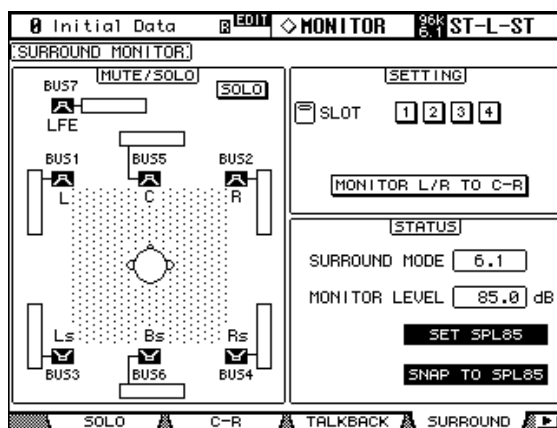 0 Initial Data B EDIT ◇MONITOR 96k 6.1 ST-L-ST
SURROUND MONITOR
MUTE/SOLO
BUS7
SOLO
LFE
BUS1 BUS5 BUS2
L C R
Ls Bs Rs
BUS3 BUS6 BUS4
SETTING
SLOT 1 2 3 4
MONITOR L/R TO C-R
STATUS
SURROUND MODE 6.1
MONITOR LEVEL 85.0 dB
SET SPL85
SNAP TO SPL85
SOLO C-R TALKBACK SURROUND